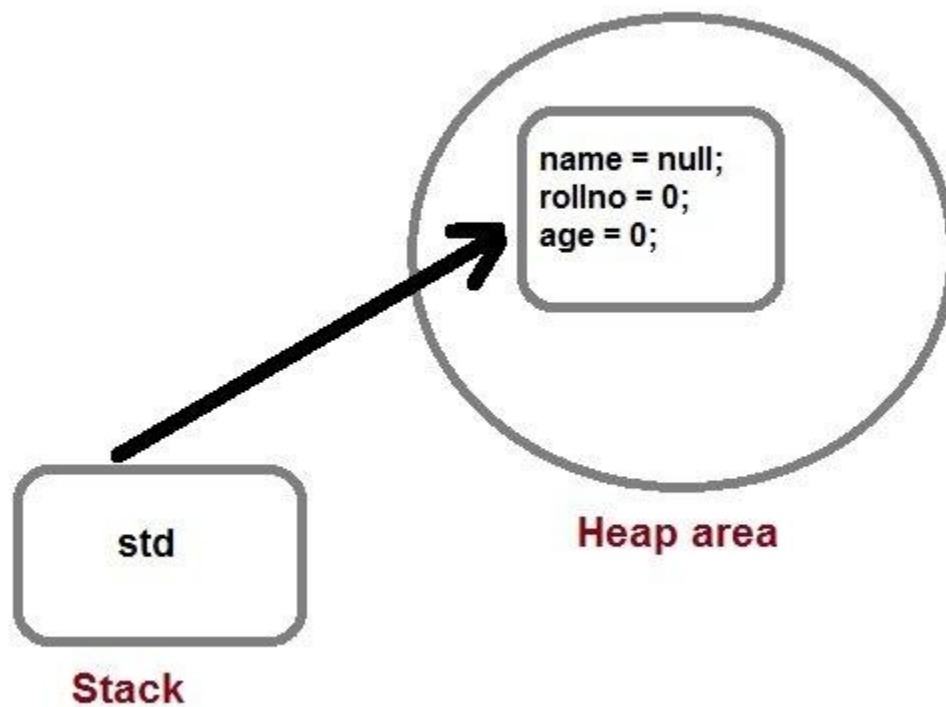 name = null;
rollno = 0;
age = 0;
Heap area
std
Stack